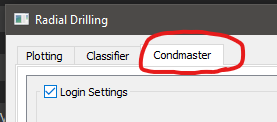 Radial Drilling
Plotting Classifier Condmaster
Login Settings